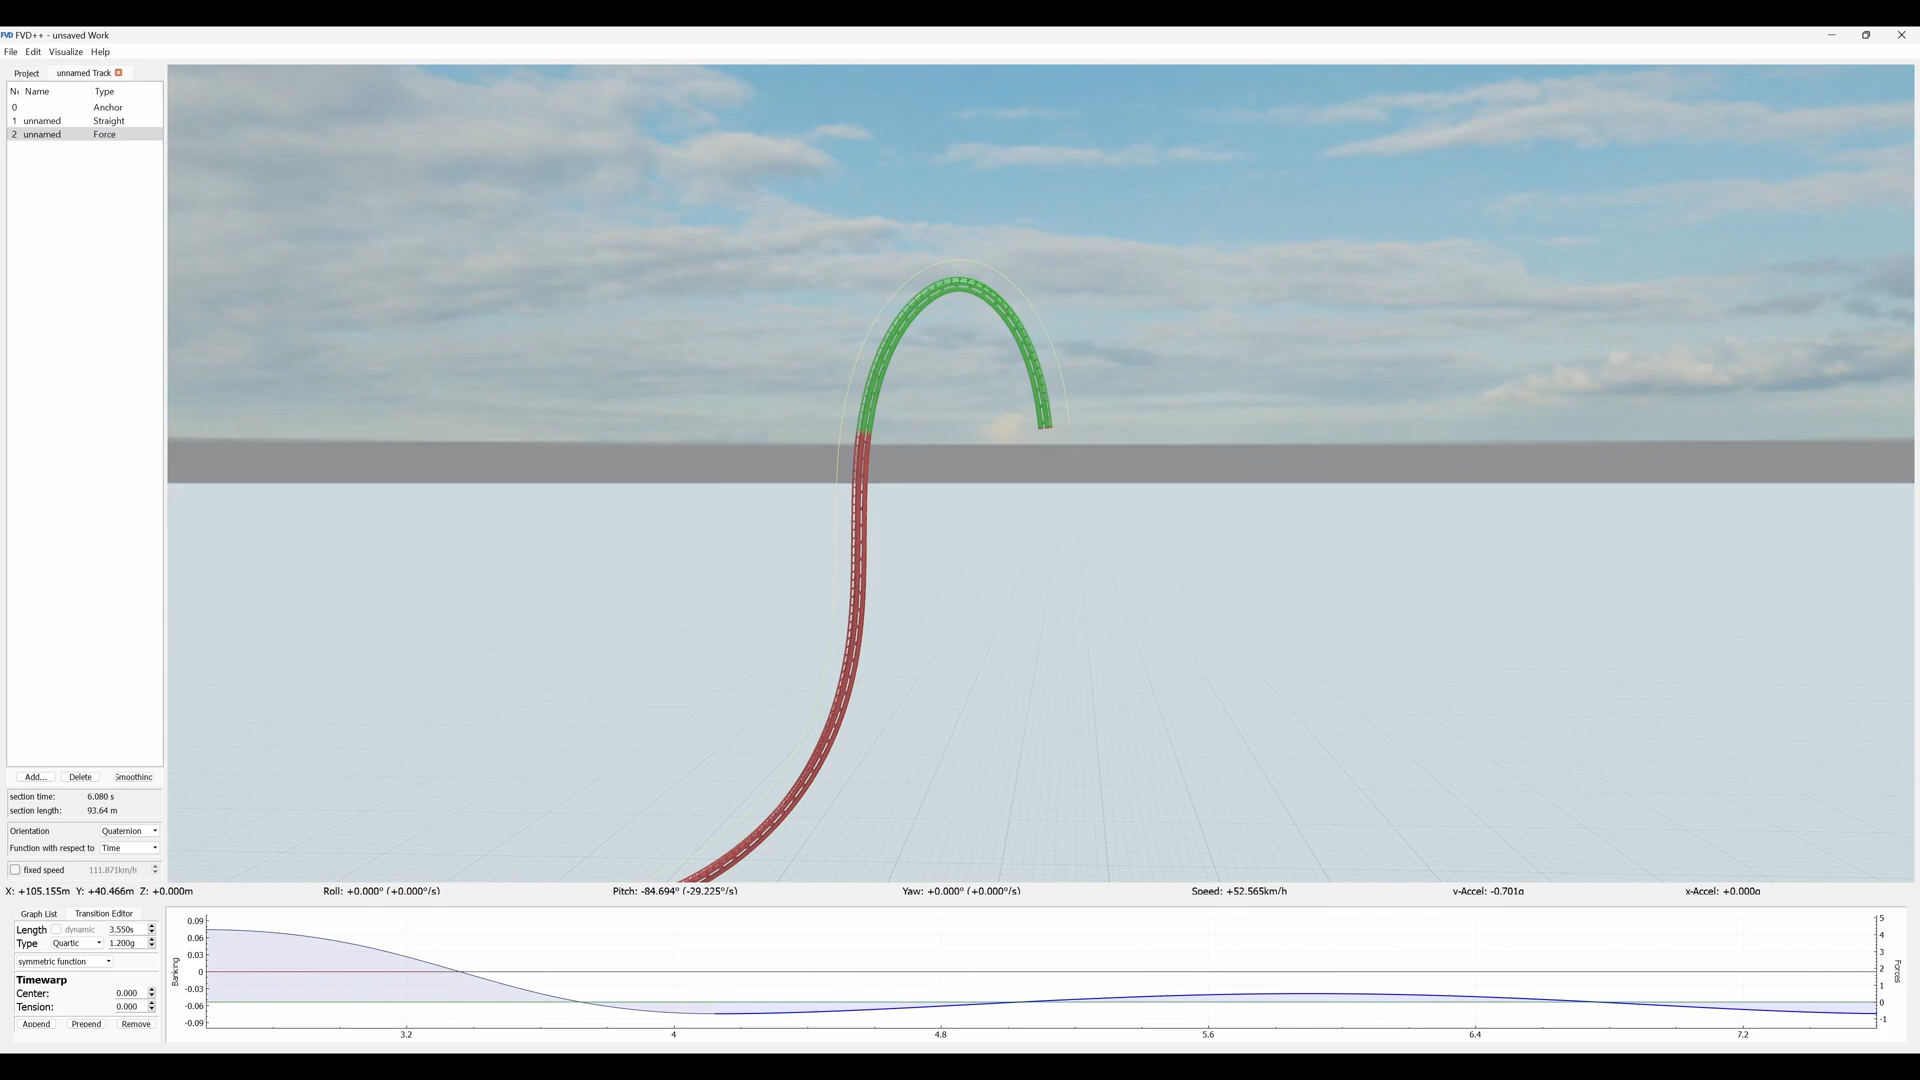 FVD FVD++ - unsaved Work
File Edit Visualize Help
Project unnamed Track
Name Type
0 Anchor
1 unnamed Straight
2 unnamed Force
Add... Delete Smoothing
section time: 6.080 s
section length: 93.64 m
Orientation Quaternion
Function with respect to Time
fixed speed 111.871km/h
X: +105.155m Y: +40.466m Z: +0.000m Roll: +0.000° (+0.000°/s) Pitch: -84.694° (-29.225°/s) Yaw: +0.000° (+0.000°/s) Speed: +52.565km/h v-Accel: -0.701g x-Accel: +0.000g
Graph List Transition Editor
Length dynamic 3.550s
Type Quartic 1.200g
symmetric function
Timewarp
Center: 0.000
Tension: 0.000
Append Prepend Remove
Banking
0.09
0.06
0.03
0
-0.03
-0.06
-0.09
3.2 4 4.8 5.6 6.4 7.2
5
4
3
2
1
0
-1
Forces